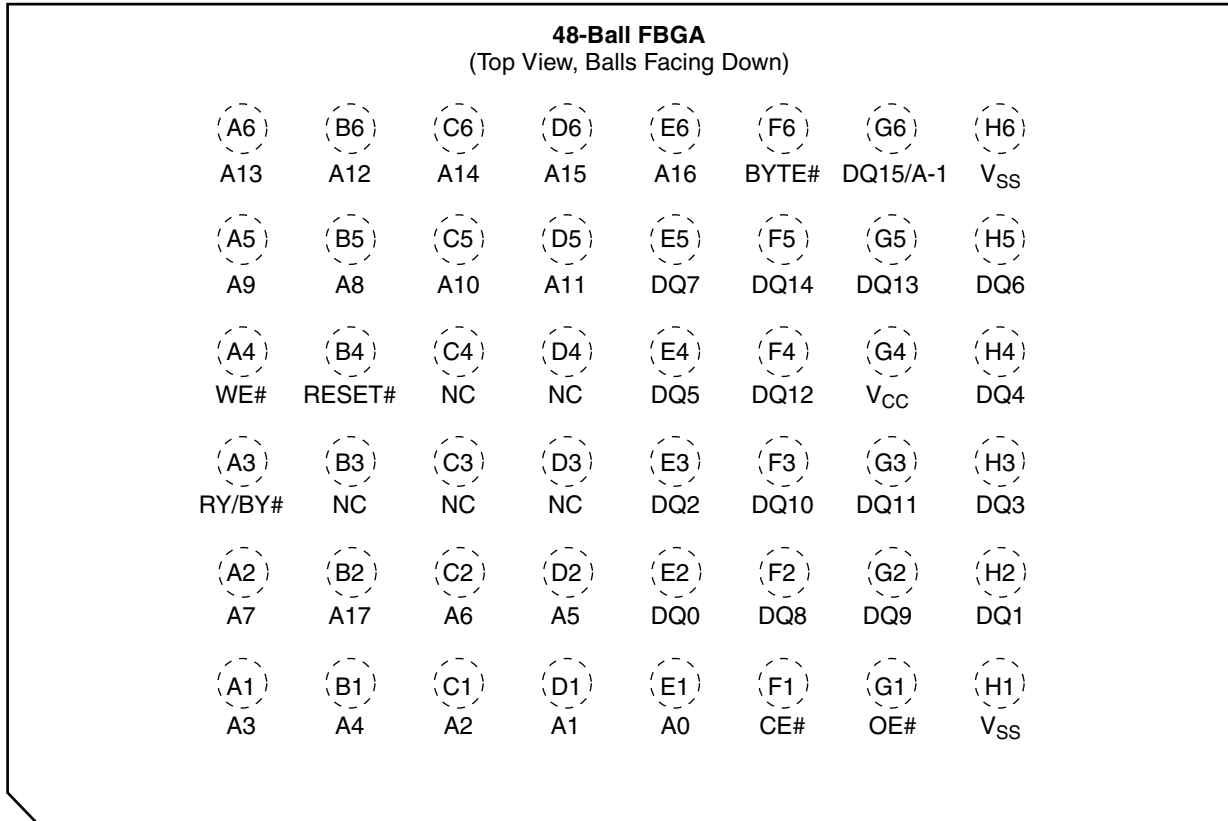 48-Ball FBGA
(Top View, Balls Facing Down)
A6 B6 C6 D6 E6 F6 G6 H6
A13 A12 A14 A15 A16 BYTE# DQ15/A-1 VSS
A5 B5 C5 D5 E5 F5 G5 H5
A9 A8 A10 A11 DQ7 DQ14 DQ13 DQ6
A4 B4 C4 D4 E4 F4 G4 H4
WE# RESET# NC NC DQ5 DQ12 VCC DQ4
A3 B3 C3 D3 E3 F3 G3 H3
RY/BY# NC NC NC DQ2 DQ10 DQ11 DQ3
A2 B2 C2 D2 E2 F2 G2 H2
A7 A17 A6 A5 DQ0 DQ8 DQ9 DQ1
A1 B1 C1 D1 E1 F1 G1 H1
A3 A4 A2 A1 A0 CE# OE# VSS